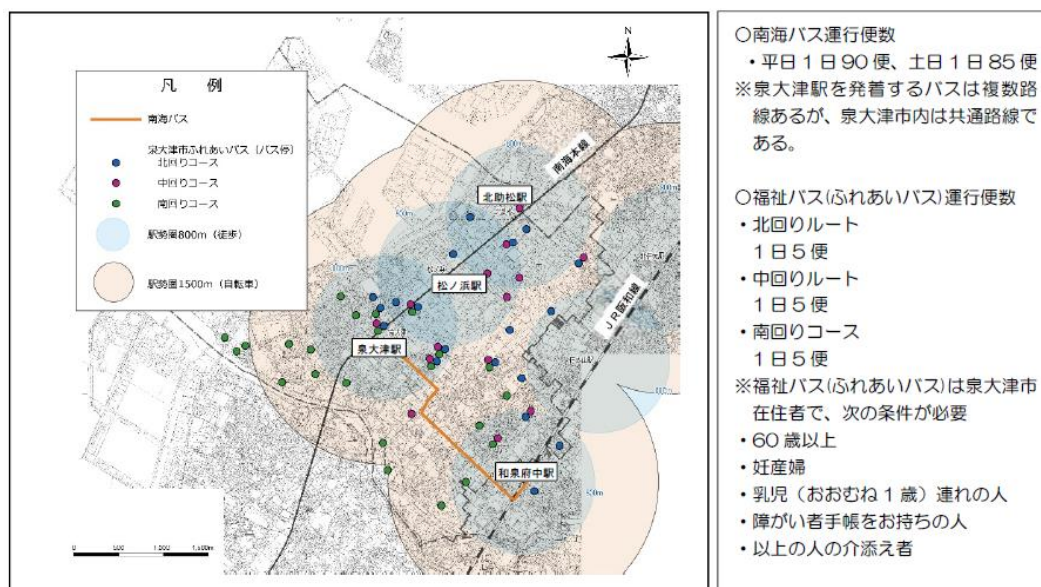 凡 例
南海バス
泉大津市ふれあいバス（バス停）
北回りコース
中回りコース
南回りコース
駅勢圏800m（徒歩）
駅勢圏1500m（自転車）
N
南海本線
北助松駅
松ノ浜駅
ＪＲ阪和線
泉大津駅
和泉府中駅
800m
0 500 1,000 1,500m
○南海バス運行便数
・平日１日90便、土日１日85便
※泉大津駅を発着するバスは複数路
線あるが、泉大津市内は共通路線で
ある。
○福祉バス(ふれあいバス)運行便数
・北回りルート
１日５便
・中回りルート
１日５便
・南回りコース
１日５便
※福祉バス(ふれあいバス)は泉大津市
在住者で、次の条件が必要
・60歳以上
・妊産婦
・乳児（おおむね１歳）連れの人
・障がい者手帳をお持ちの人
・以上の人の介添え者